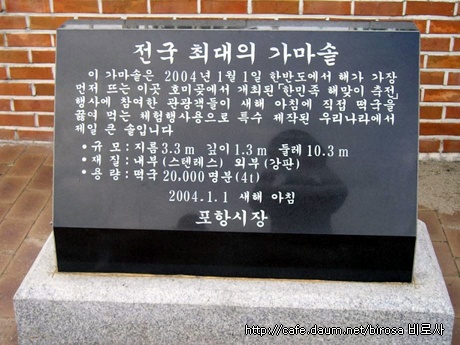 전국 최대의 가마솥
이 가마솥은 2004년 1월 1일 한반도에서 해가 가장
먼저 뜨는 이곳 호미곶에서 개최된 「한민족 해맞이 축전」
행사에 참여한 관광객들이 새해 아침에 직접 떡국을
끓여 먹는 체험행사용으로 특수 제작된 우리나라에서
제일 큰 솥입니다
• 규 모 : 지름 3.3 m 깊이 1.3 m 둘레 10.3 m
• 재 질 : 내부 (스텐레스) 외부 (강판)
• 용 량 : 떡국 20,000명분 (4t)
2004.1.1 새해 아침
포항시장
http://cafe.daum.net/birosa 비로사